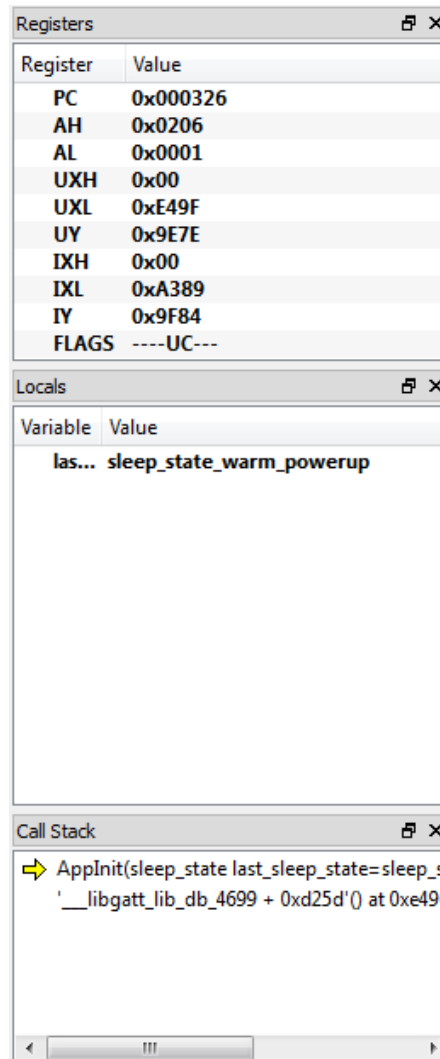 Registers
Register Value
PC 0x000326
AH 0x0206
AL 0x0001
UXH 0x00
UXL 0xE49F
UY 0x9E7E
IXH 0x00
IXL 0xA389
IY 0x9F84
FLAGS ----UC---
Locals
Variable Value
las... sleep_state_warm_powerup
Call Stack
AppInit(sleep_state last_sleep_state=sleep_s
'___libgatt_lib_db_4699 + 0xd25d'() at 0xe49